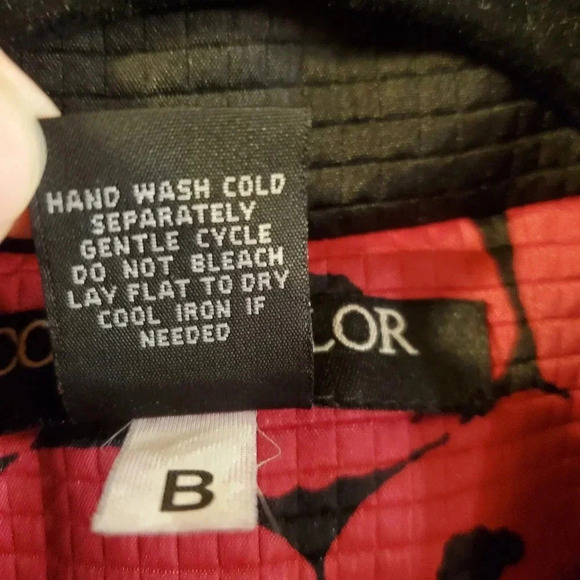 HAND WASH COLD
SEPARATELY
GENTLE CYCLE
DO NOT BLEACH
LAY FLAT TO DRY
COOL IRON IF
NEEDED
LOR
B